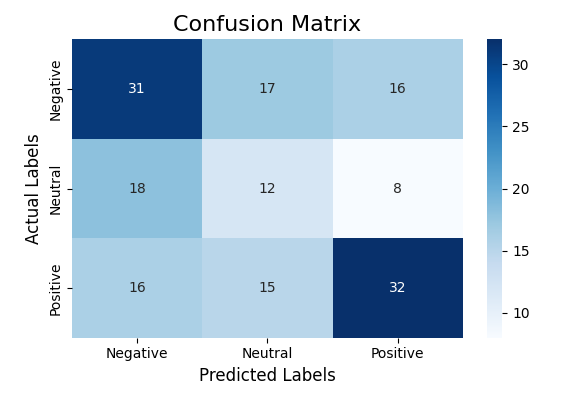 Confusion Matrix
Actual Labels
Negative
31 17 16
Neutral
18 12 8
Positive
16 15 32
Negative Neutral Positive
Predicted Labels
30
25
20
15
10